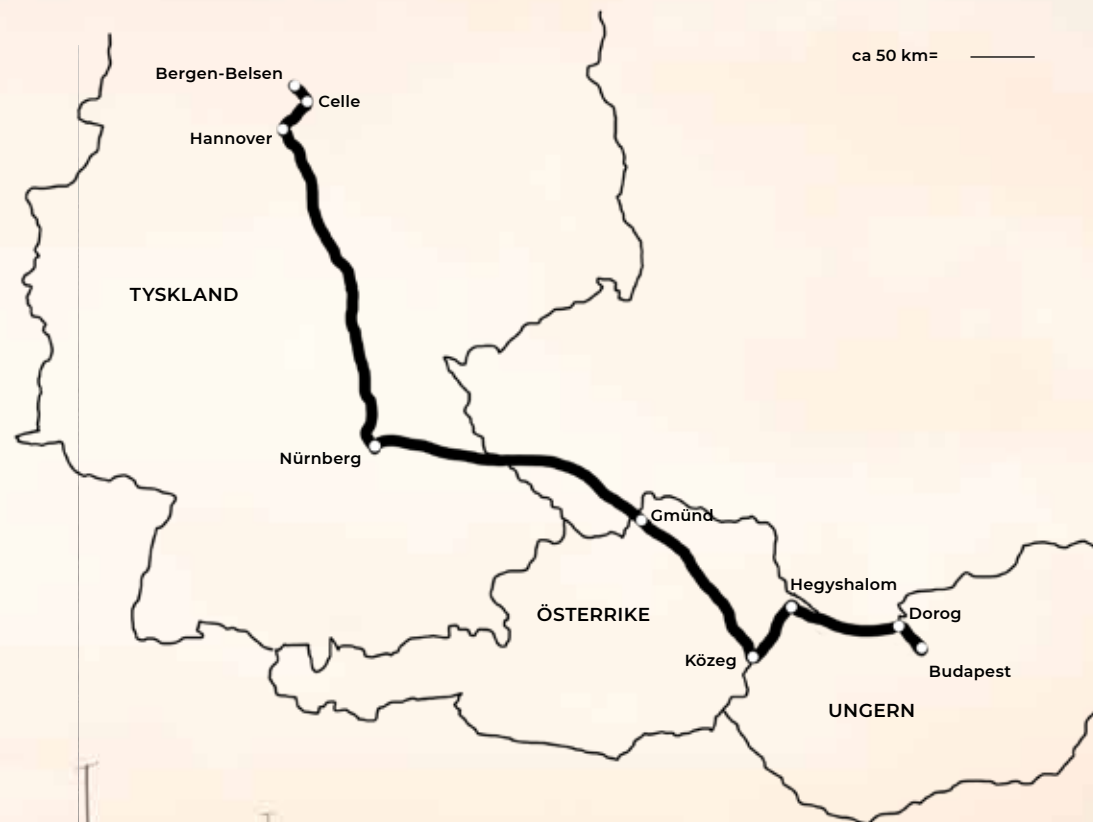 ca 50 km=
Bergen-Belsen
Celle
Hannover
TYSKLAND
Nürnberg
Gmünd
Hegyshalom
ÖSTERRIKE
Dorog
Közeg
Budapest
UNGERN